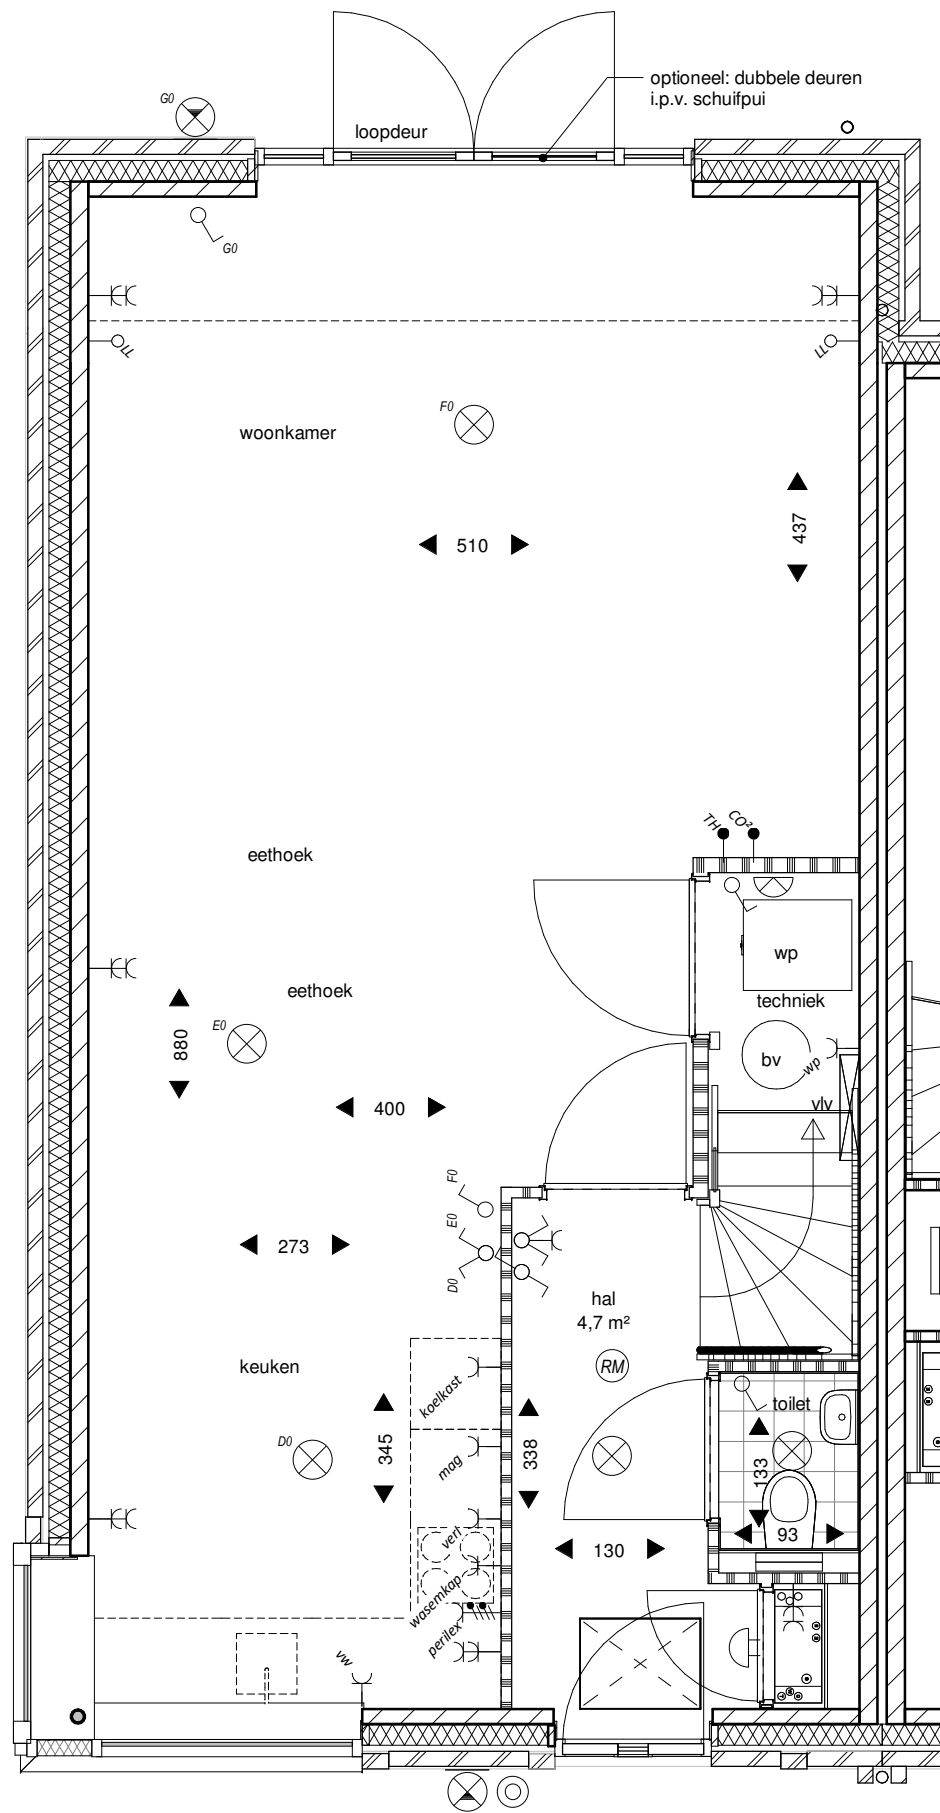 optioneel: dubbele deuren
i.p.v. schuifpui
G0
loopdeur
G0
LL
LL
F0
woonkamer
437
510
TH
CO²
eethoek
wp
eethoek
techniek
E0
880
bv
wp
400
vlv
F0
E0
273
D0
hal
4,7 m²
keuken
RM
koelkast
toilet
D0
345
mag
338
133
verl
93
130
wasemkap
perilex
vw